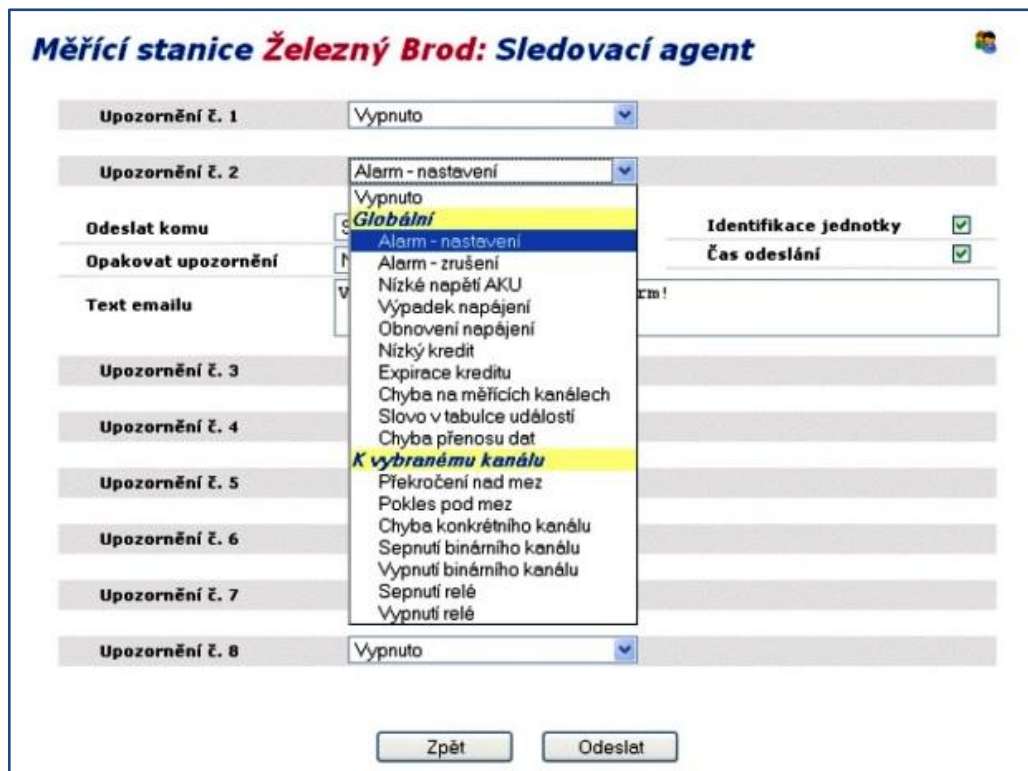 Měřící stanice Železný Brod: Sledovací agent
Upozornění č. 1 Vypnuto
Upozornění č. 2 Alarm - nastavení
Vypnuto
Globální
Odeslat komu S Alarm - nastavení Identifikace jednotky
Alarm - zrušení Čas odeslání
Opakovat upozornění N Nízké napětí AKU
Text emailu V Výpadek napájení rm!
Obnovení napájení
Nízký kredit
Upozornění č. 3 Expirace kreditu
Chyba na měřících kanálech
Slovo v tabulce událostí
Upozornění č. 4 Chyba přenosu dat
K vybranému kanálu
Upozornění č. 5 Překročení nad mez
Pokles pod mez
Chyba konkrétního kanálu
Upozornění č. 6 Sepnutí binárního kanálu
Vypnutí binárního kanálu
Upozornění č. 7 Sepnutí relé
Vypnutí relé
Upozornění č. 8 Vypnuto
Zpět Odeslat